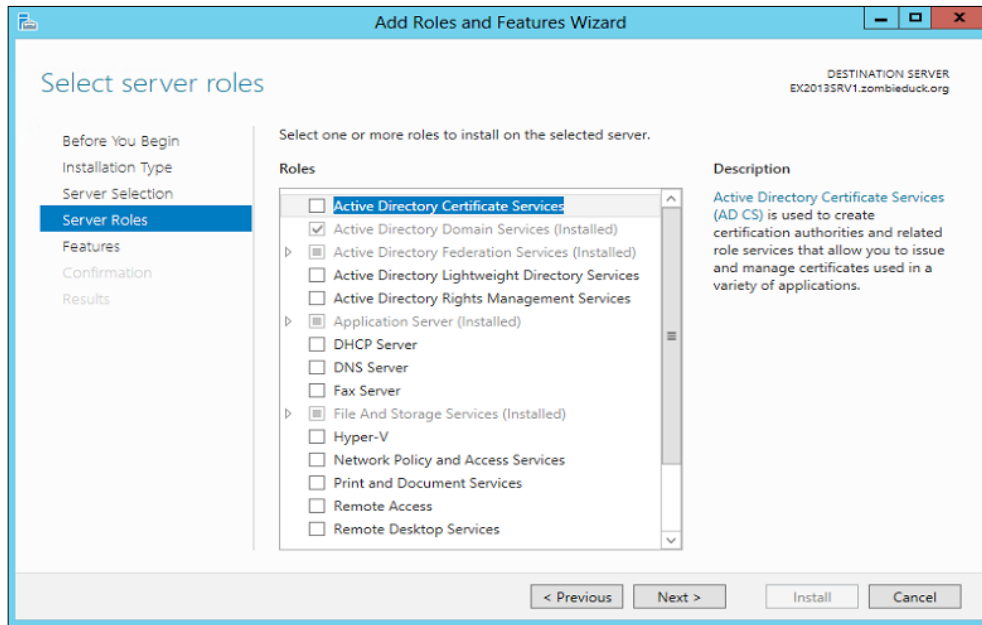 Add Roles and Features Wizard
x
Select server roles
DESTINATION SERVER
EX2013SRV1.zombieduck.org
Before You Begin
Installation Type
Server Selection
Server Roles
Features
Confirmation
Results
Select one or more roles to install on the selected server.
Roles
Active Directory Certificate Services
Active Directory Domain Services (Installed)
Active Directory Federation Services (Installed)
Active Directory Lightweight Directory Services
Active Directory Rights Management Services
Application Server (Installed)
DHCP Server
DNS Server
Fax Server
File And Storage Services (Installed)
Hyper-V
Network Policy and Access Services
Print and Document Services
Remote Access
Remote Desktop Services
Description
Active Directory Certificate Services
(AD CS) is used to create
certification authorities and related
role services that allow you to issue
and manage certificates used in a
variety of applications.
< Previous
Next >
Install
Cancel